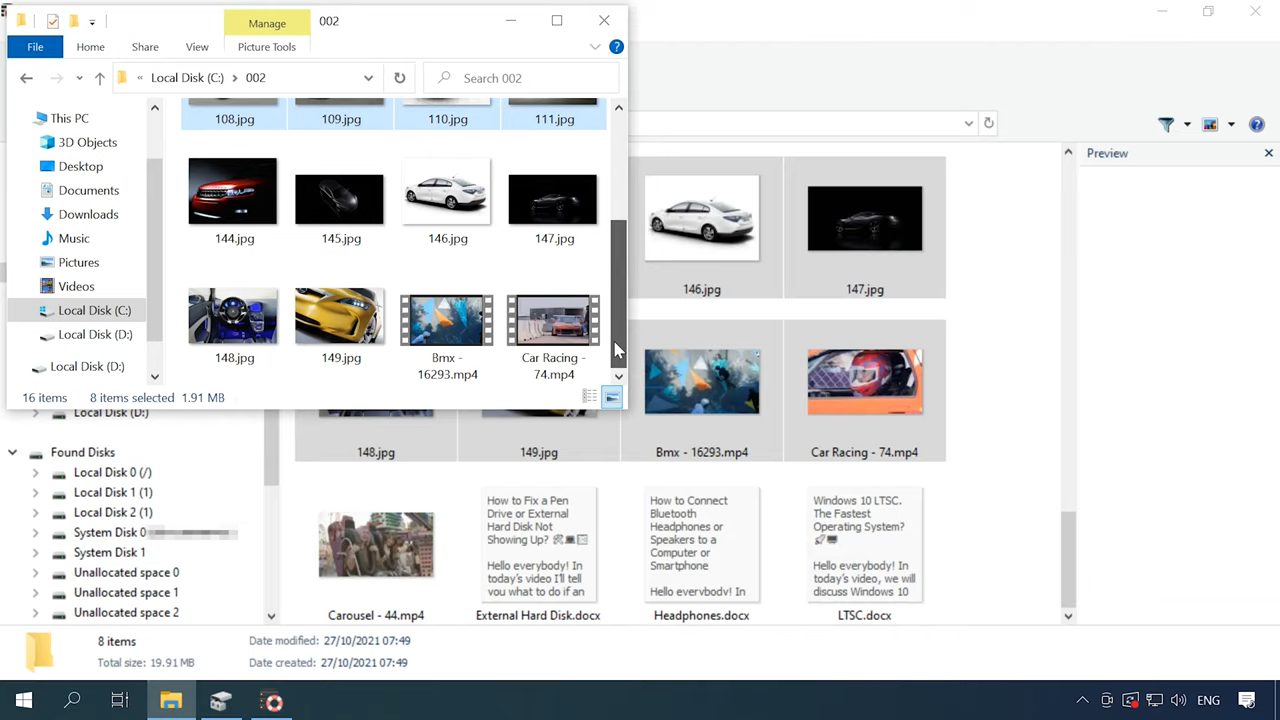 Manage
002
File
Home
Share
View
Picture Tools
«
Local Disk (C:)
002
Search 002
This PC
3D Objects
Desktop
Documents
Downloads
Music
Pictures
Videos
Local Disk (C:)
Local Disk (D:)
Local Disk (D:)
108.jpg
109.jpg
110.jpg
111.jpg
144.jpg
145.jpg
146.jpg
147.jpg
148.jpg
149.jpg
Bmx -
16293.mp4
Car Racing -
74.mp4
16 items
8 items selected
1.91 MB
Preview
146.jpg
147.jpg
148.jpg
149.jpg
Bmx - 16293.mp4
Car Racing - 74.mp4
Local Disk (D:)
Found Disks
Local Disk 0 (/)
Local Disk 1 (1)
Local Disk 2 (1)
System Disk 0
System Disk 1
Unallocated space 0
Unallocated space 1
Unallocated space 2
How to Fix a Pen
Drive or External
Hard Disk Not
Showing Up?
Hello everybody! In
today's video I'll tell
you what to do if an
How to Connect
Bluetooth
Headphones or
Speakers to a
Computer or
Smartphone
Hello everybody! In
Windows 10 LTSC.
The Fastest
Operating System?
Hello everybody! In
today's video, we will
discuss Windows 10
Carousel - 44.mp4
External Hard Disk.docx
Headphones.docx
LTSC.docx
8 items
Total size: 19.91 MB
Date modified: 27/10/2021 07:49
Date created: 27/10/2021 07:49
ENG